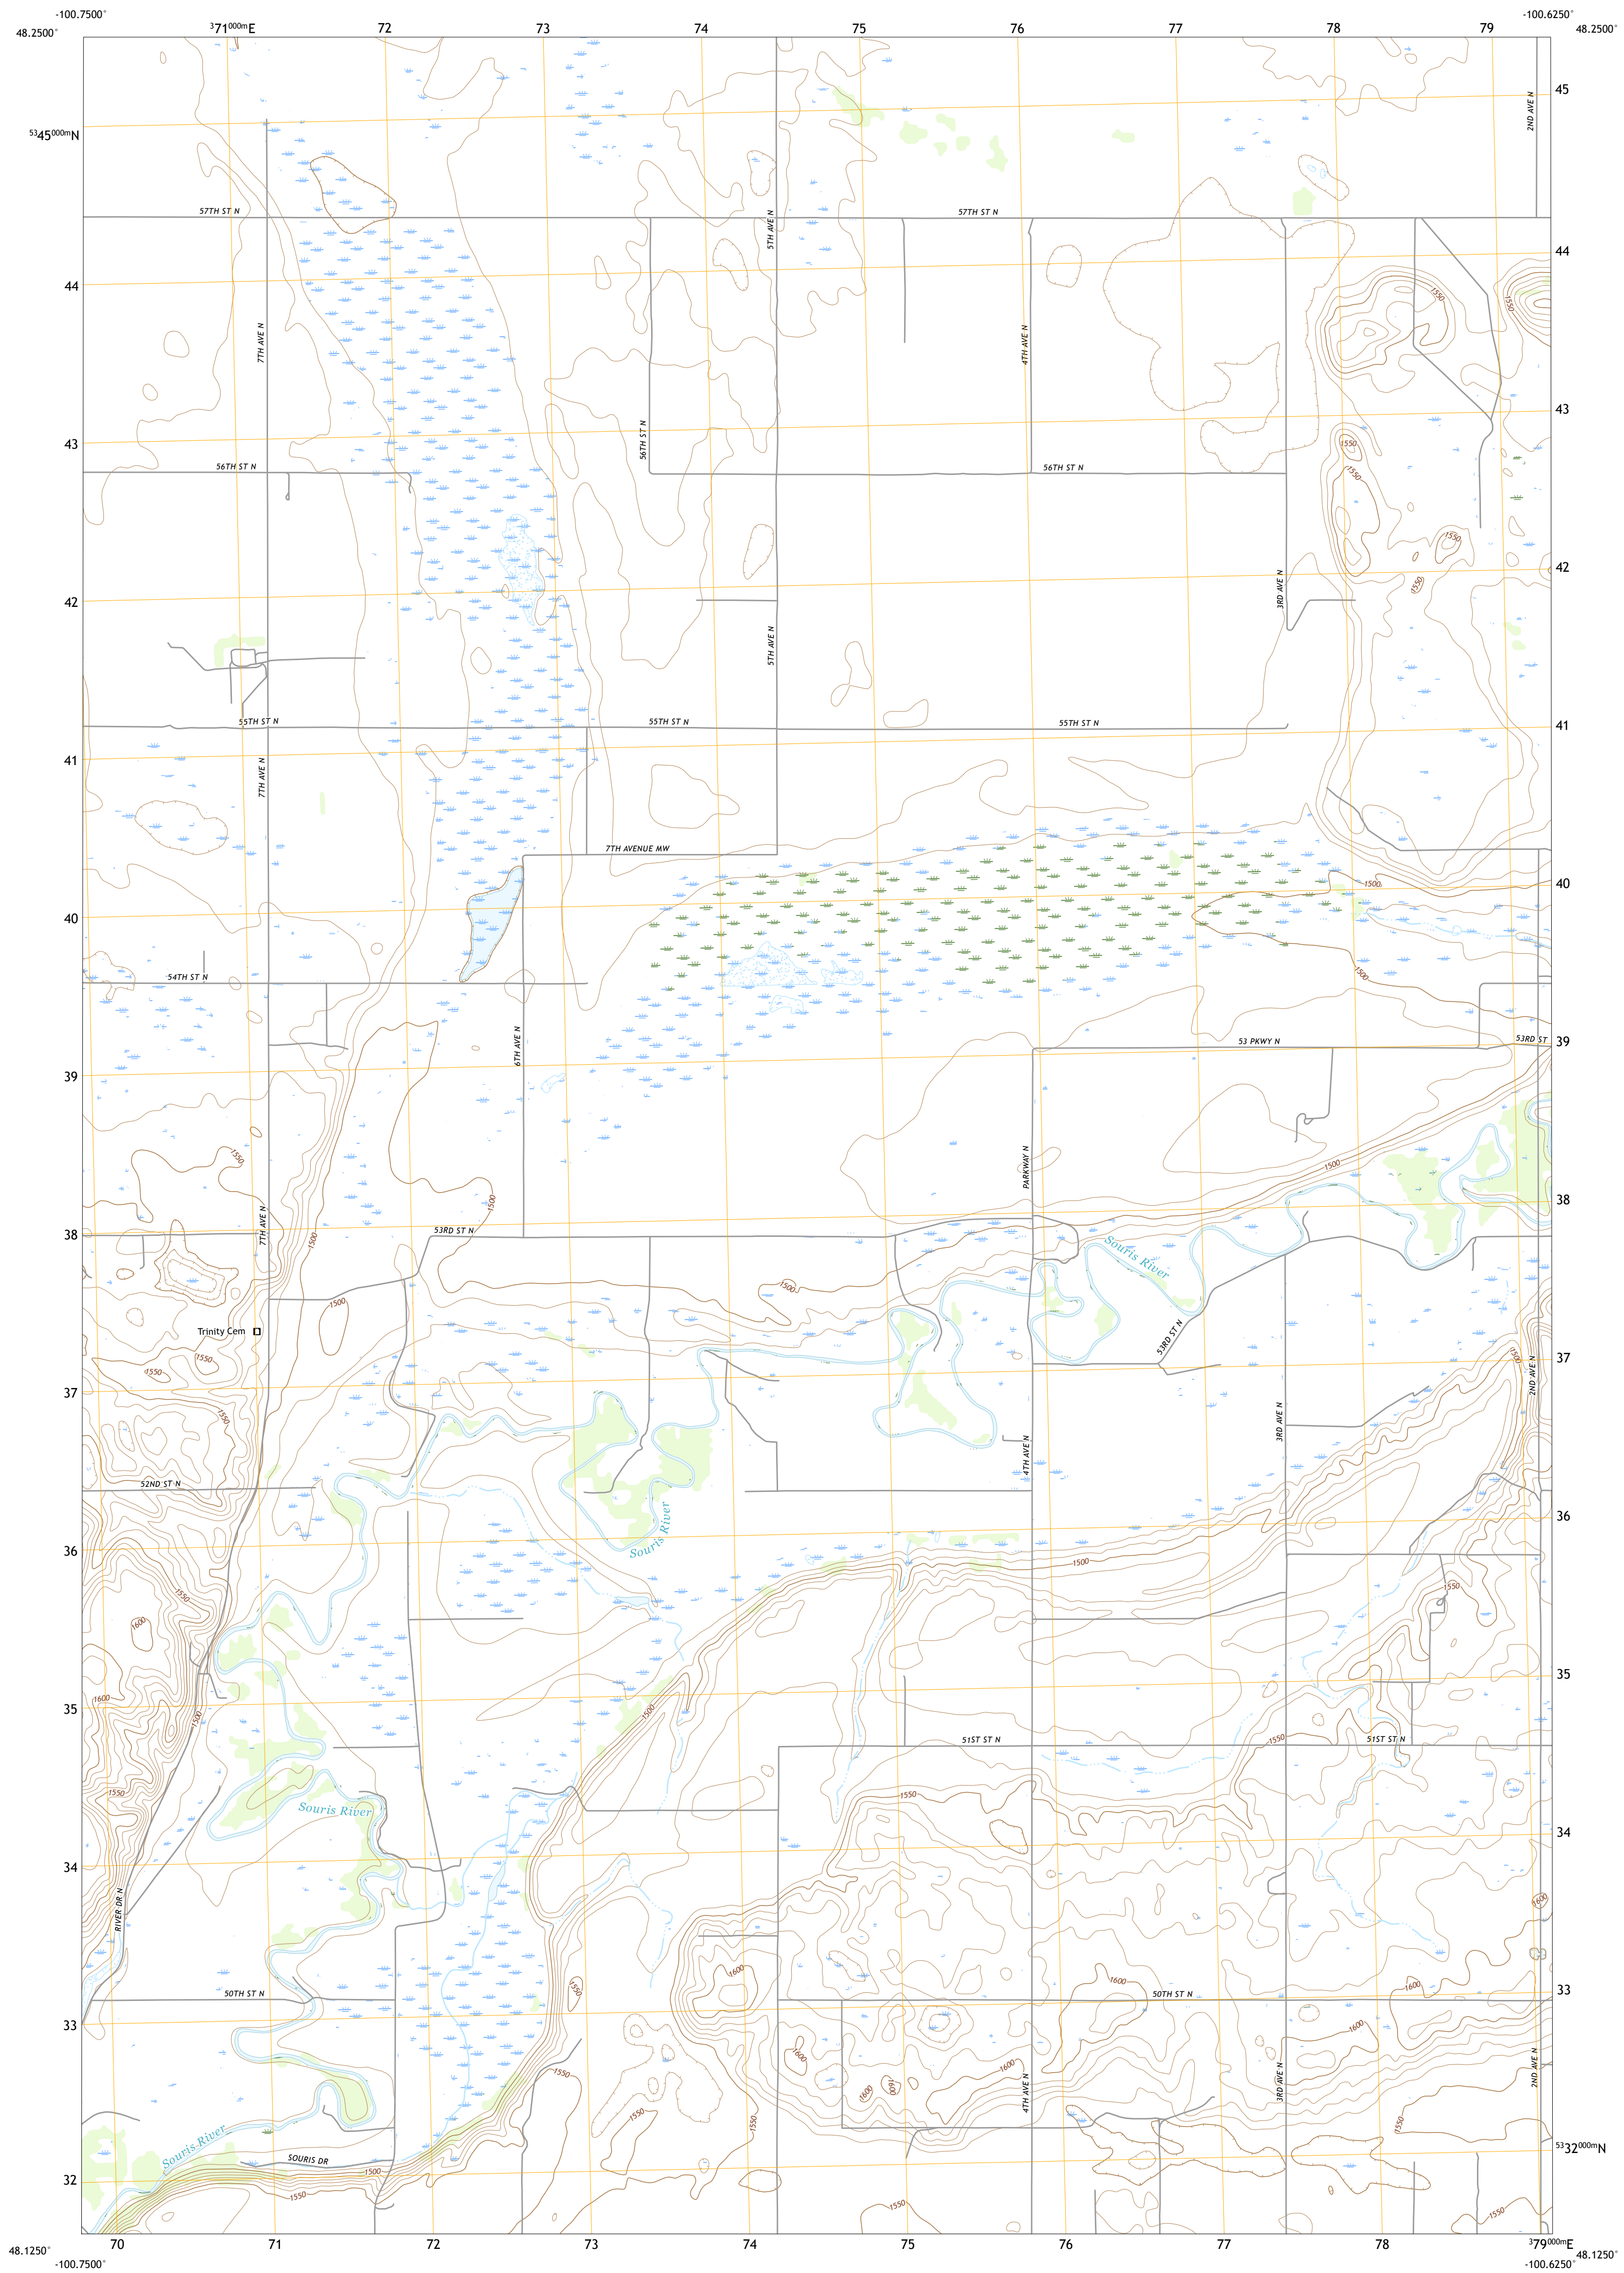 -100.7500°
-100.6250°
48.2500°
³71⁰⁰⁰ᵐE
72
73
74
75
76
77
78
79
48.2500°
45
2ND AVE N
⁵³45⁰⁰⁰ᵐN
57TH ST N
57TH ST N
5TH AVE N
44
44
1550
1550
7TH AVE N
4TH AVE N
43
43
56TH ST N
1550
56TH ST N
56TH ST N
1550
1550
42
42
3RD AVE N
1550
5TH AVE N
55TH ST N
55TH ST N
55TH ST N
41
41
7TH AVE N
7TH AVENUE MW
1500
40
40
54TH ST N
1500
6TH AVE N
53 PKWY N
53RD ST
39
39
1550
PARKWAY N
1500
1500
38
7TH AVE N
53RD ST N
38
1500
Souris River
1500
1500
Trinity Cem
53RD ST N
1550
1550
1500
37
2ND AVE N
37
1550
3RD AVE N
4TH AVE N
52ND ST N
Souris River
36
36
1500
1550
1550
1600
35
1600
1500
1500
35
51ST ST N
1550
51ST ST N
1550
1550
Souris River
34
34
RIVER DR N
1600
1600
1600
1550
1600
33
50TH ST N
50TH ST N
33
1600
1600
1600
1550
1600
1600
4TH AVE N
3RD AVE N
2ND AVE N
1550
1550
1550
Souris River
⁵³32⁰⁰⁰ᵐN
SOURIS DR
1500
32
1550
1550
1550
48.1250°
70
71
72
73
74
75
76
77
78
³79⁰⁰⁰ᵐE
48.1250°
-100.7500°
-100.6250°